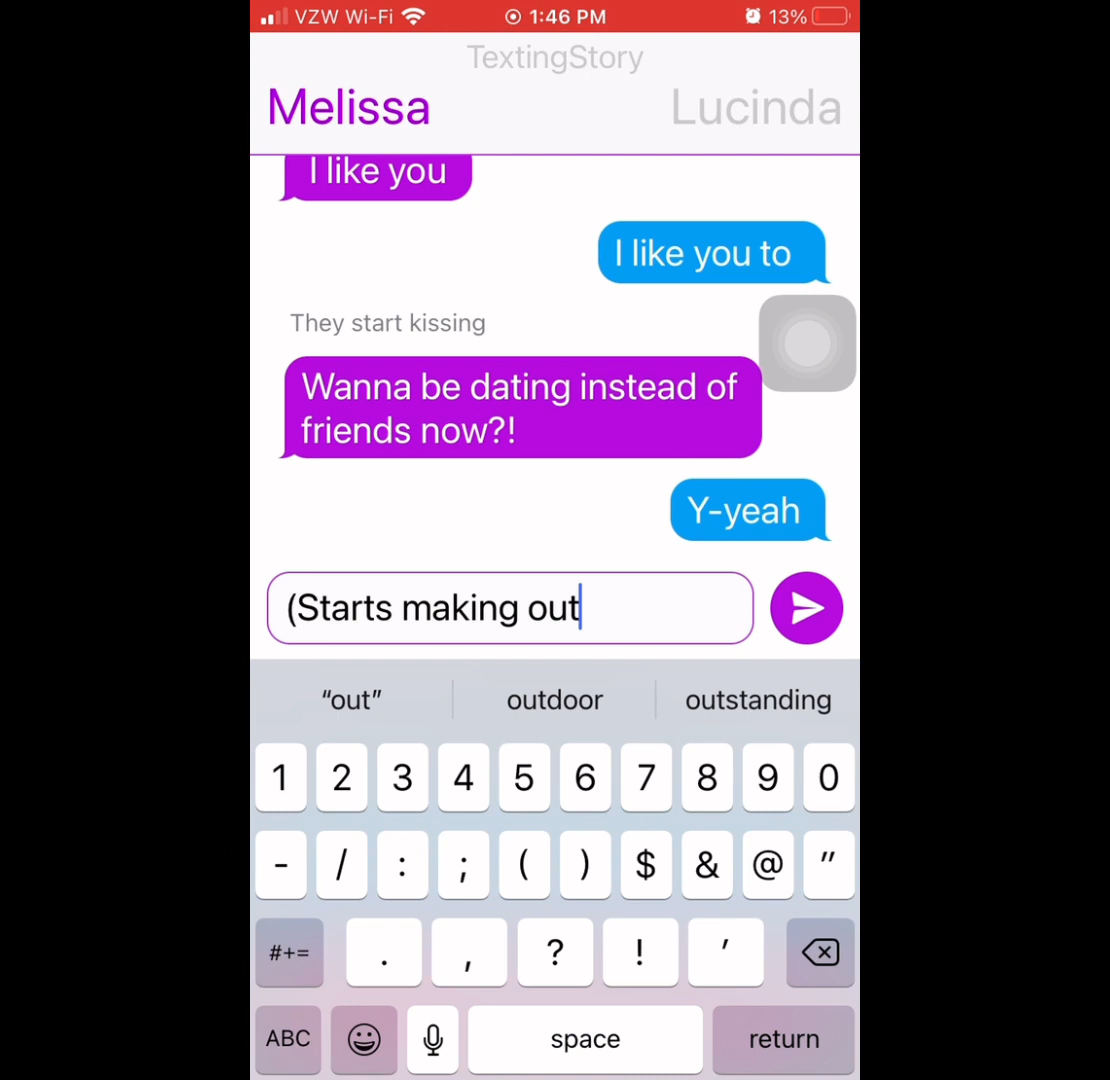 VZW Wi-Fi 1:46 PM 13%
TextingStory
Melissa Lucinda
I like you
I like you to
They start kissing
Wanna be dating instead of
friends now?!
Y-yeah
(Starts making out
“out” outdoor outstanding
1 2 3 4 5 6 7 8 9 0
- / : ; ( ) $ & @ "
#+= . , ? ! '
ABC space return